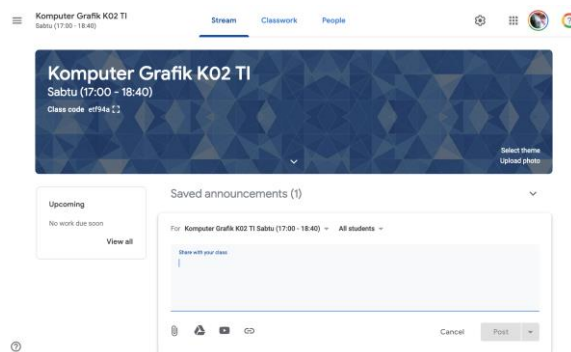 Komputer Grafik K02 TI
Sabtu (17:00 - 18:40)
Stream
Classwork
People
Komputer Grafik K02 TI
Sabtu (17:00 - 18:40)
Class code etf94a
Select theme
Upload photo
Upcoming
No work due soon
View all
Saved announcements (1)
For Komputer Grafik K02 TI Sabtu (17:00 - 18:40) All students
Share with your class
Cancel
Post